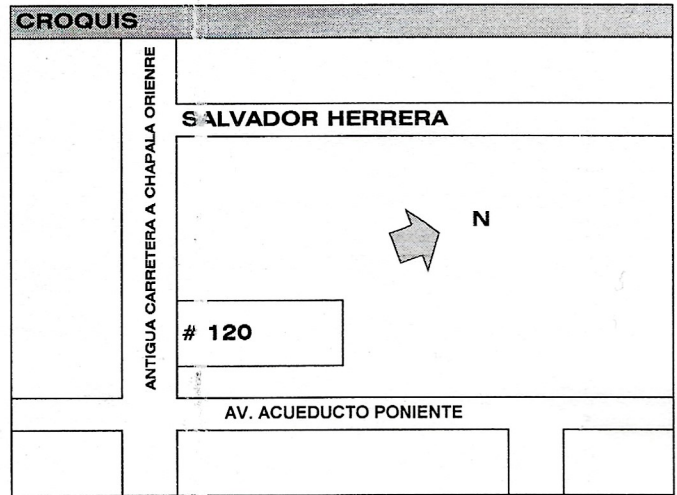 CROQUIS
ANTIGUA CARRETERA A CHAPALA ORIENRE
SALVADOR HERRERA
N
# 120
AV. ACUEDUCTO PONIENTE